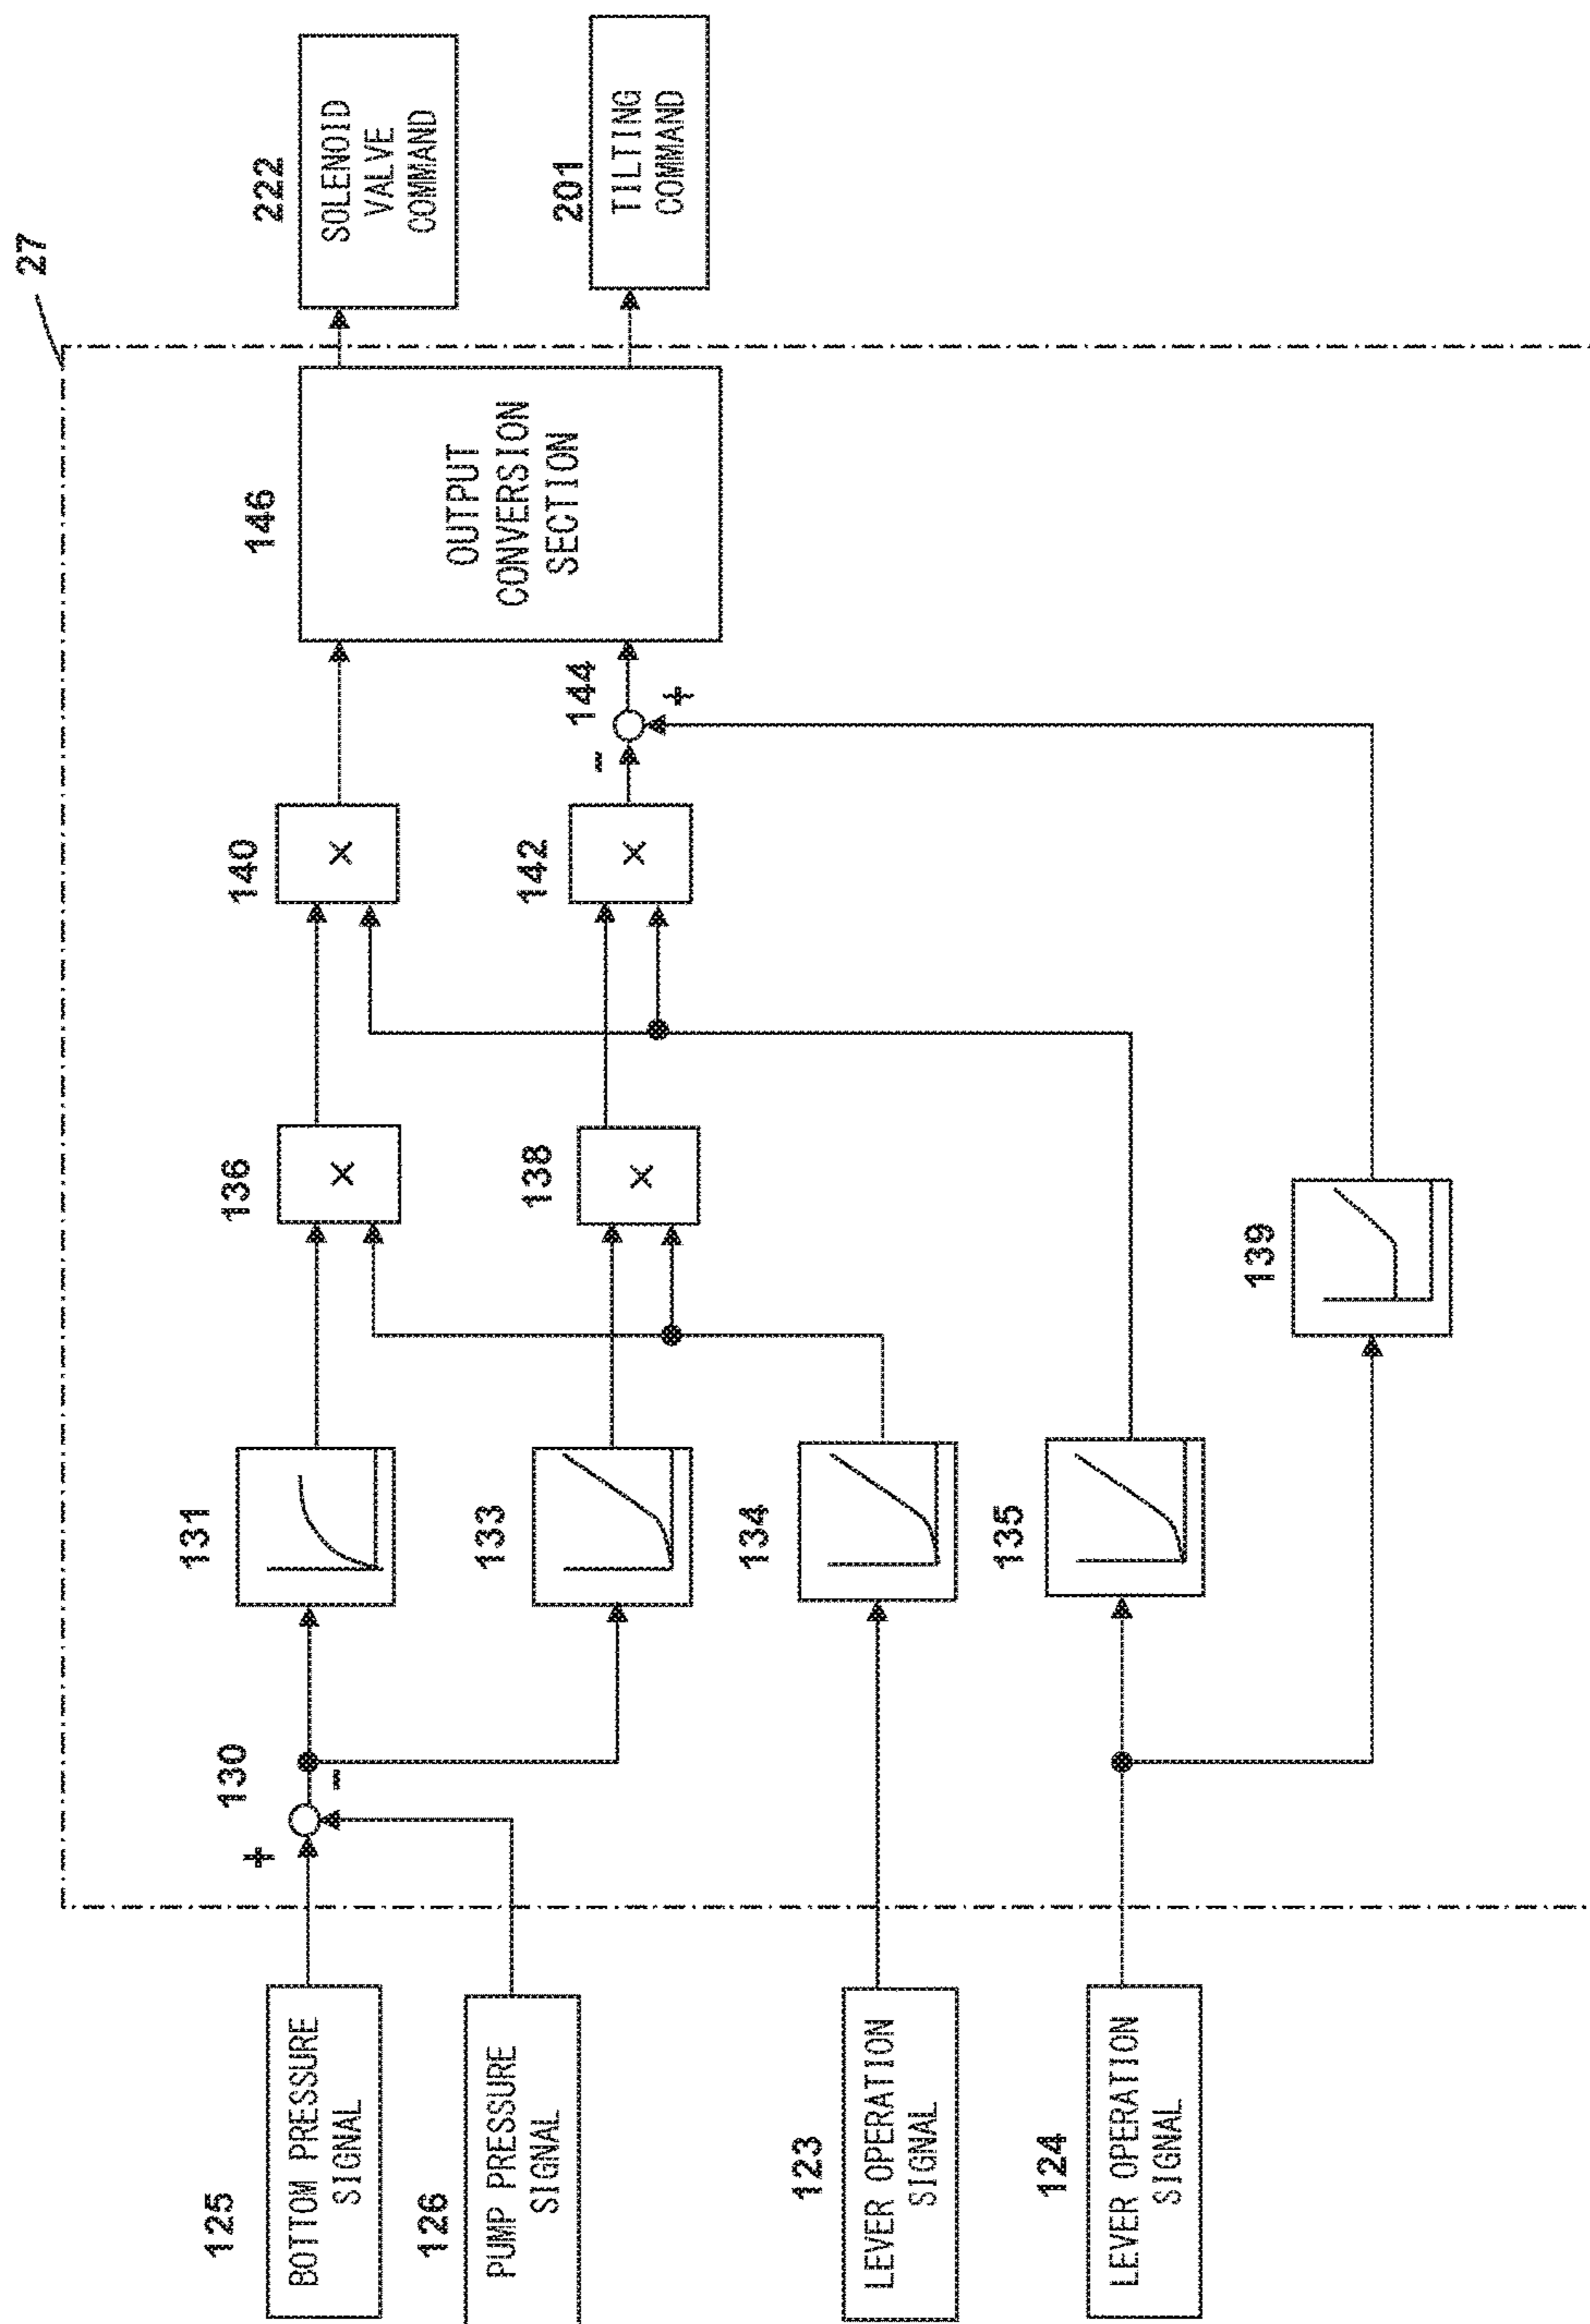 27
125
BOTTOM PRESSURE
SIGNAL
126
PUMP PRESSURE
SIGNAL
123
LEVER OPERATION
SIGNAL
124
LEVER OPERATION
SIGNAL
+
130
-
131
133
134
135
139
136
×
138
×
140
×
142
×
-
144
+
146
OUTPUT
CONVERSION
SECTION
222
SOLENOID
VALVE
COMMAND
201
TILTING
COMMAND